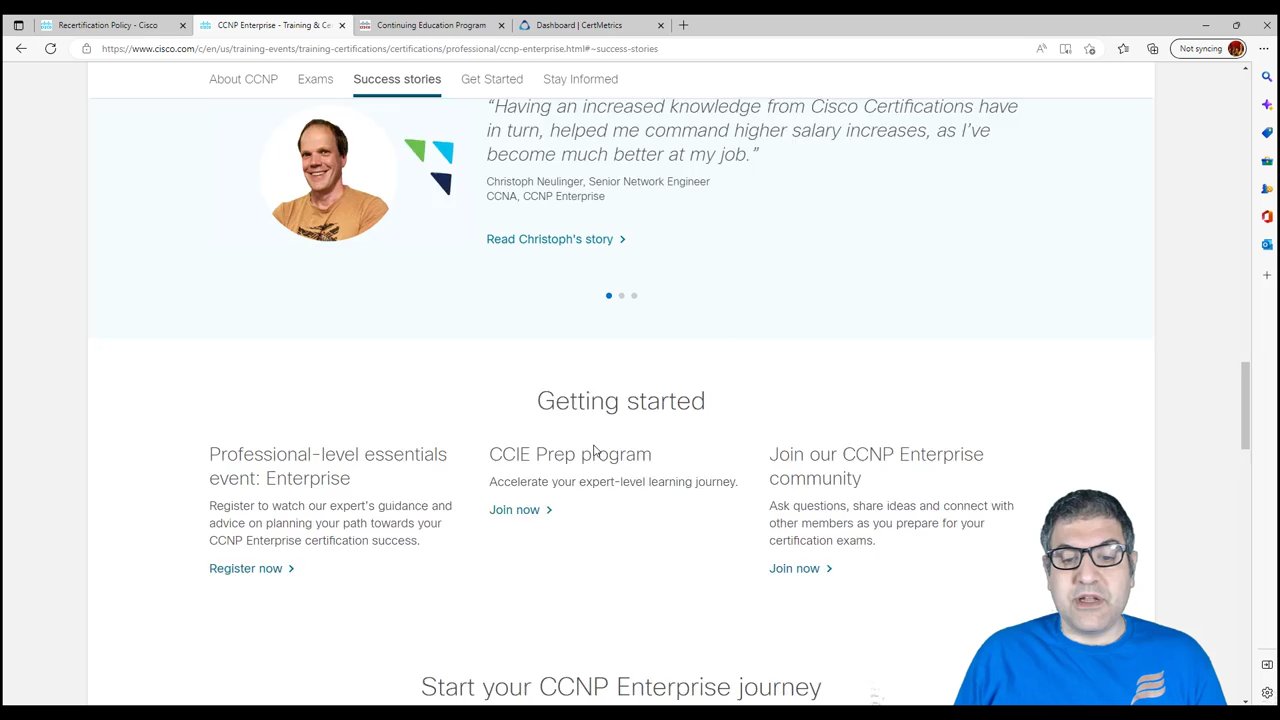 Recertification Policy - Cisco
CCNP Enterprise - Training & Ce
Continuing Education Program
Dashboard | CertMetrics
https://www.cisco.com/c/en/us/training-events/training-certifications/certifications/professional/ccnp-enterprise.html#~success-stories
Not syncing
About CCNP Exams Success stories Get Started Stay Informed
“Having an increased knowledge from Cisco Certifications have
in turn, helped me command higher salary increases, as I’ve
become much better at my job.”
Christoph Neulinger, Senior Network Engineer
CCNA, CCNP Enterprise
Read Christoph's story
Getting started
Professional-level essentials
event: Enterprise
Register to watch our expert's guidance and
advice on planning your path towards your
CCNP Enterprise certification success.
Register now
CCIE Prep program
Accelerate your expert-level learning journey.
Join now
Join our CCNP Enterprise
community
Ask questions, share ideas and connect with
other members as you prepare for your
certification exams.
Join now
Start your CCNP Enterprise journey